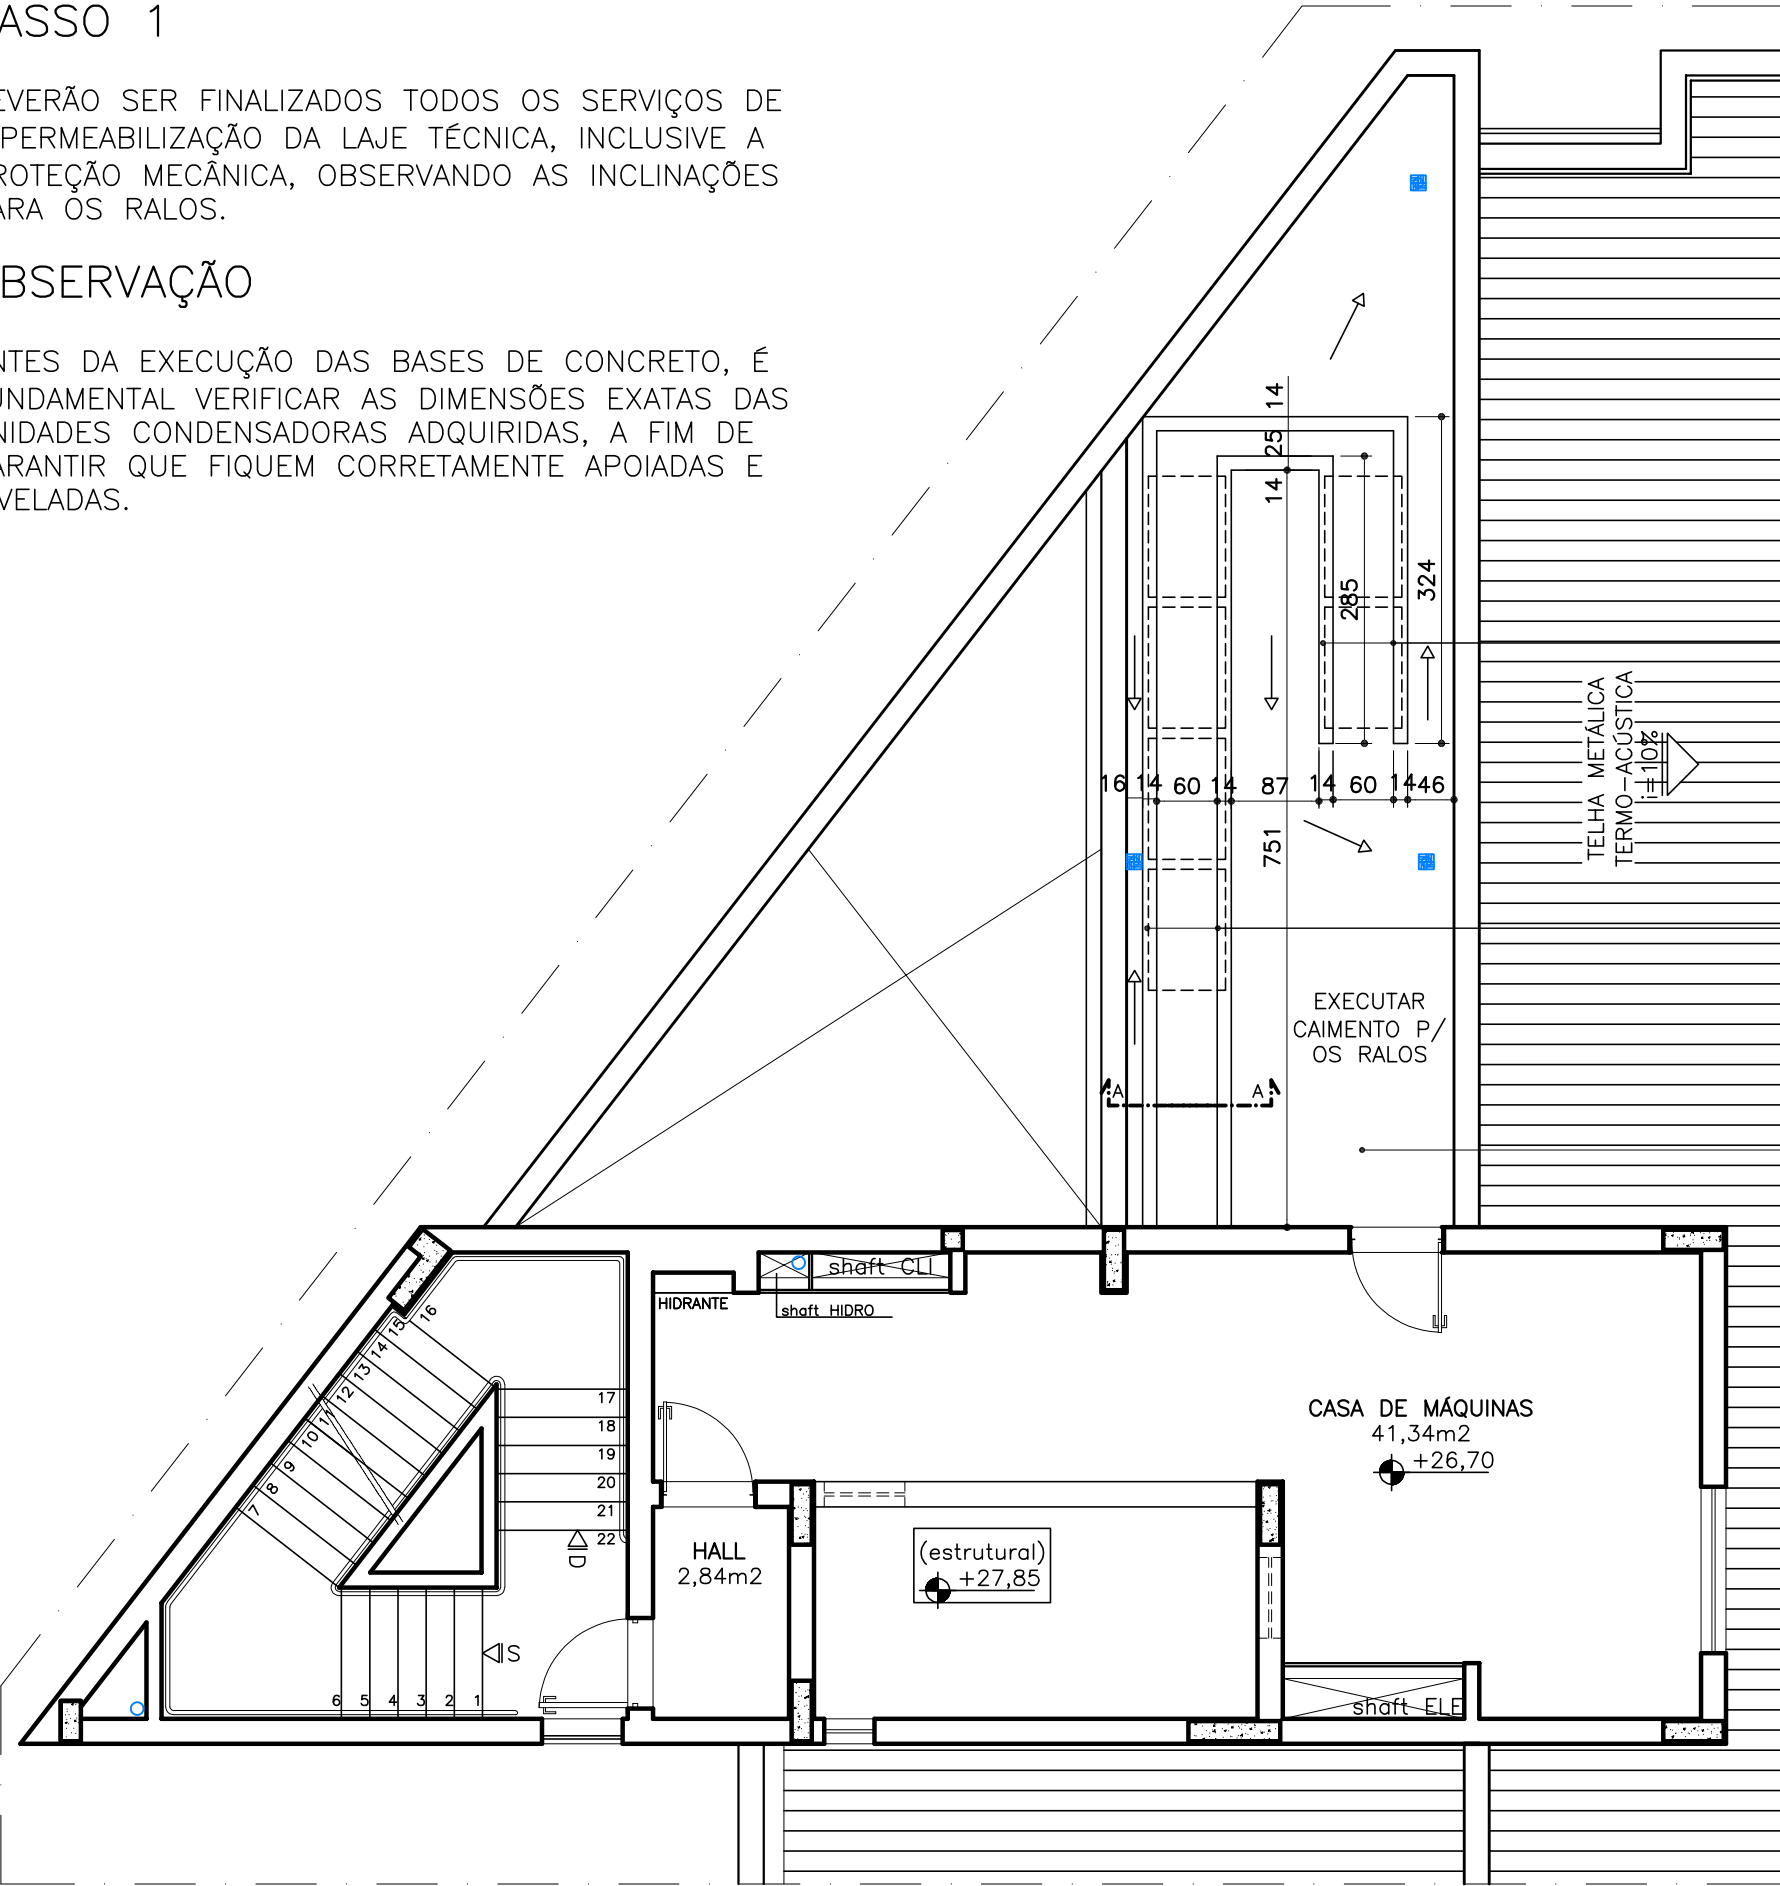 ASSO 1
EVERÃO SER FINALIZADOS TODOS OS SERVIÇOS DE
PERMEABILIZAÇÃO DA LAJE TÉCNICA, INCLUSIVE A
ROTEÇÃO MECÂNICA, OBSERVANDO AS INCLINAÇÕES
ARA OS RALOS.
BSERVAÇÃO
NTES DA EXECUÇÃO DAS BASES DE CONCRETO, É
UNDAMENTAL VERIFICAR AS DIMENSÕES EXATAS DAS
NIDADES CONDENSADORAS ADQUIRIDAS, A FIM DE
ARANTIR QUE FIQUEM CORRETAMENTE APOIADAS E
VELADAS.
14
25
14
285
324
16 14 60 14 87 14 60 14 46
751
TELHA METÁLICA
TERMO-ACÚSTICA
i=10%
EXECUTAR
CAIMENTO P/
OS RALOS
A A
shaft CLI
HIDRANTE
shaft HIDRO
16
15
14
13
12
11
10
9
8
7
17
18
19
20
21
22
D
S
6 5 4 3 2 1
HALL
2,84m2
(estrutural)
+27,85
CASA DE MÁQUINAS
41,34m2
+26,70
shaft ELE